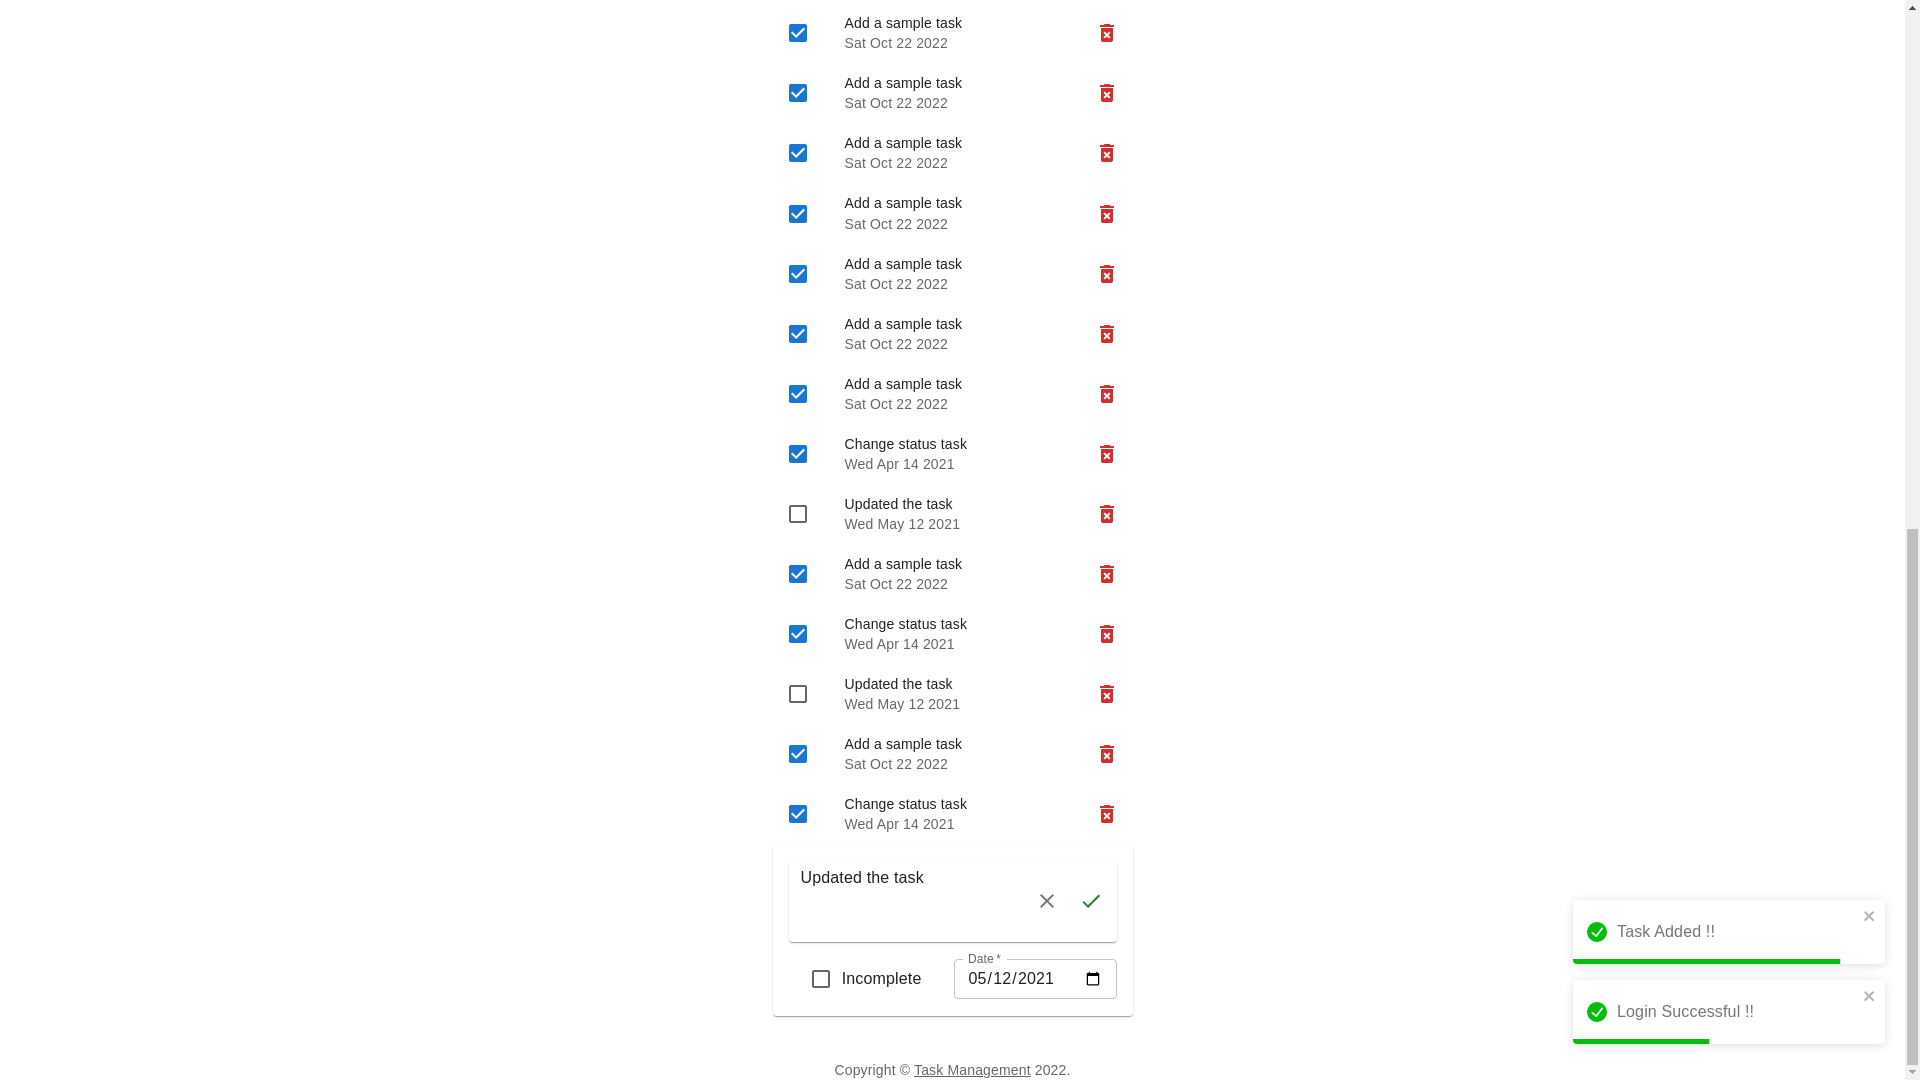 Add a sample task
Sat Oct 22 2022
Add a sample task
Sat Oct 22 2022
Add a sample task
Sat Oct 22 2022
Add a sample task
Sat Oct 22 2022
Add a sample task
Sat Oct 22 2022
Add a sample task
Sat Oct 22 2022
Add a sample task
Sat Oct 22 2022
Change status task
Wed Apr 14 2021
Updated the task
Wed May 12 2021
Add a sample task
Sat Oct 22 2022
Change status task
Wed Apr 14 2021
Updated the task
Wed May 12 2021
Add a sample task
Sat Oct 22 2022
Change status task
Wed Apr 14 2021
Updated the task
Date *
Incomplete
05/12/2021
Task Added !!
Login Successful !!
Copyright © Task Management 2022.